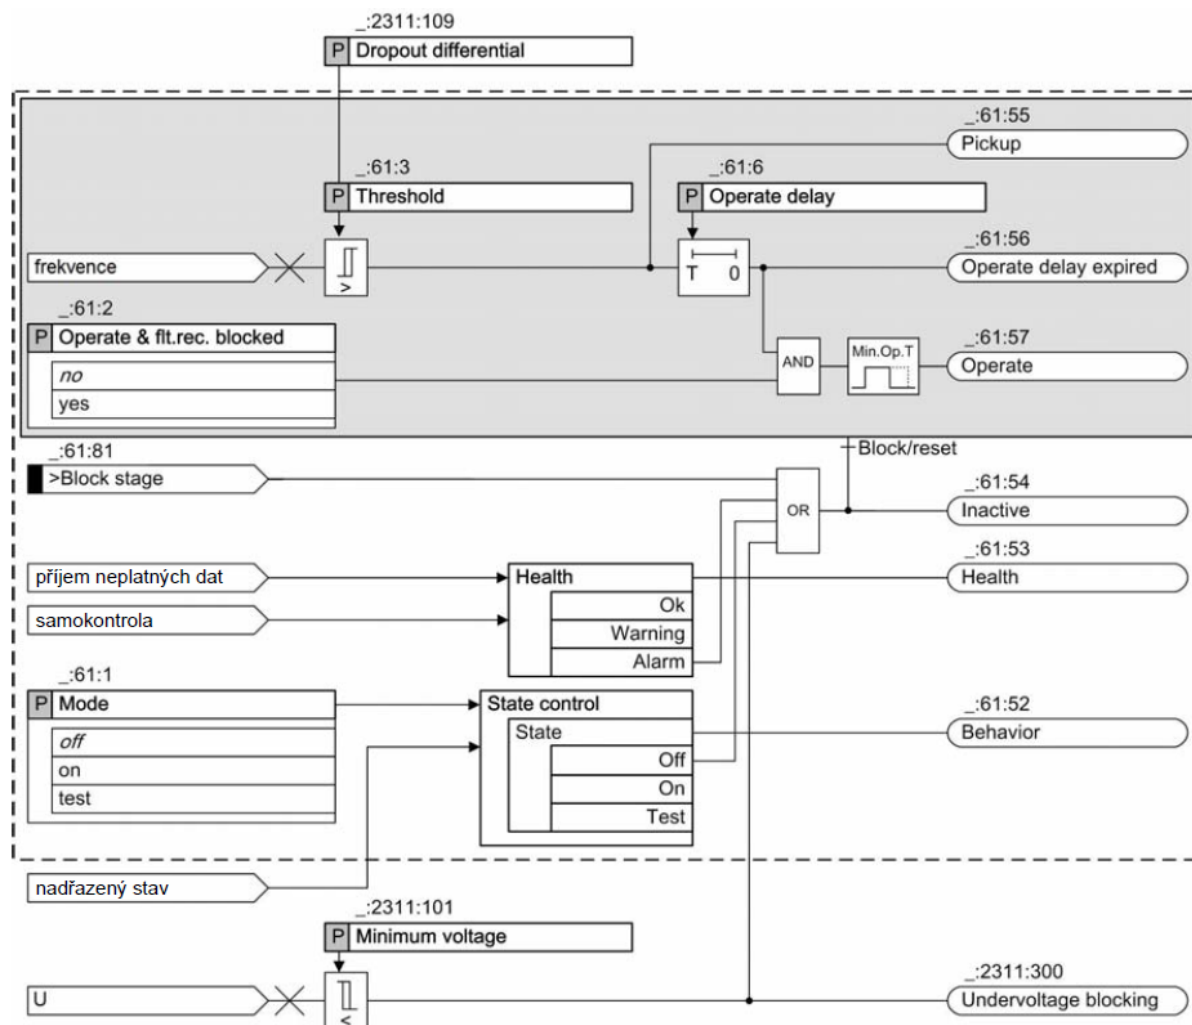 _:2311:109
P Dropout differential
_:61:55
Pickup
_:61:3
P Threshold
_:61:6
P Operate delay
_:61:56
frekvence
>
T 0
Operate delay expired
_:61:2
P Operate & flt.rec. blocked
no
yes
AND
Min.Op.T
_:61:57
Operate
_:61:81
>Block stage
Block/reset
OR
_:61:54
Inactive
_:61:53
příjem neplatných dat
Health
Health
samokontrola
Ok
Warning
Alarm
_:61:1
P Mode
off
on
test
State control
State
Off
On
Test
_:61:52
Behavior
nadřazený stav
_:2311:101
P Minimum voltage
_:2311:300
U
<
Undervoltage blocking